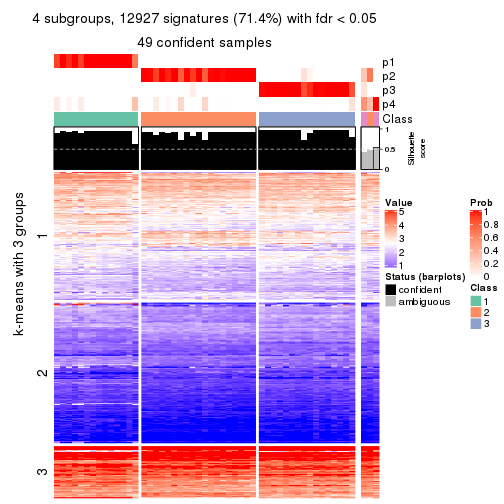 4 subgroups, 12927 signatures (71.4%) with fdr < 0.05
49 confident samples
p1
p2
p3
p4
Class
1
0.5
0
Silhouette
score
k-means with 3 groups
1
2
3
Value
5
4
3
2
1
Status (barplots)
confident
ambiguous
Prob
1
0.8
0.6
0.4
0.2
0
Class
1
2
3